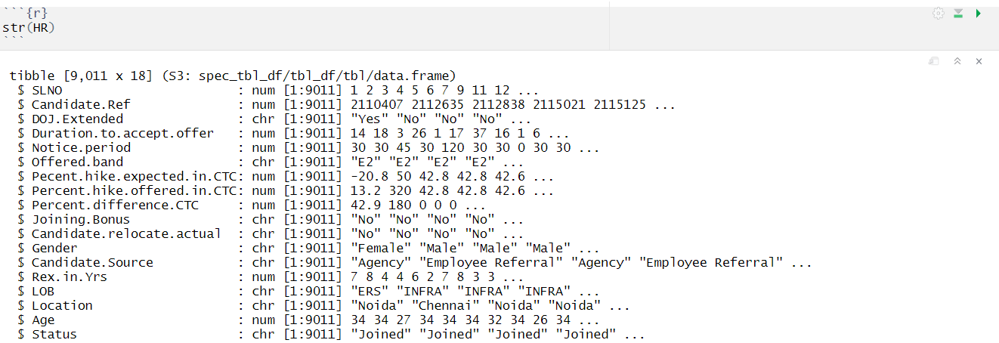 ```{r}
str(HR)
```
tibble [9,011 x 18] (S3: spec_tbl_df/tbl_df/tbl/data.frame)
$ SLNO                        : num [1:9011] 1 2 3 4 5 6 7 9 11 12 ...
$ Candidate.Ref               : num [1:9011] 2110407 2112635 2112838 2115021 2115125 ...
$ DOJ.Extended                : chr [1:9011] "Yes" "No" "No" "No" ...
$ Duration.to.accept.offer    : num [1:9011] 14 18 3 26 1 17 37 16 1 6 ...
$ Notice.period               : num [1:9011] 30 30 45 30 120 30 30 0 30 30 ...
$ Offered.band                : chr [1:9011] "E2" "E2" "E2" "E2" ...
$ Pecent.hike.expected.in.CTC: num [1:9011] -20.8 50 42.8 42.8 42.6 ...
$ Percent.hike.offered.in.CTC: num [1:9011] 13.2 320 42.8 42.8 42.6 ...
$ Percent.difference.CTC      : num [1:9011] 42.9 180 0 0 0 ...
$ Joining.Bonus               : chr [1:9011] "No" "No" "No" "No" ...
$ Candidate.relocate.actual   : chr [1:9011] "No" "No" "No" "No" ...
$ Gender                      : chr [1:9011] "Female" "Male" "Male" "Male" ...
$ Candidate.Source            : chr [1:9011] "Agency" "Employee Referral" "Agency" "Employee Referral" ...
$ Rex.in.Yrs                  : num [1:9011] 7 8 4 4 6 2 7 8 3 3 ...
$ LOB                         : chr [1:9011] "ERS" "INFRA" "INFRA" "INFRA" ...
$ Location                    : chr [1:9011] "Noida" "Chennai" "Noida" "Noida" ...
$ Age                         : num [1:9011] 34 34 27 34 34 34 32 34 26 34 ...
$ Status                      : chr [1:9011] "Joined" "Joined" "Joined" "Joined" ...